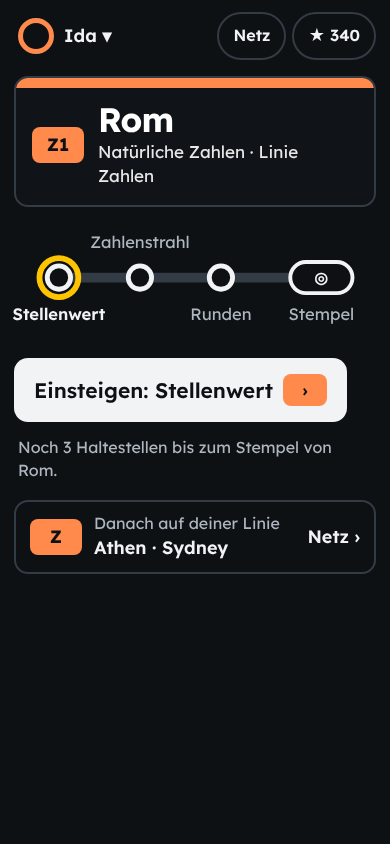 Ida ▾
Netz
★ 340
Z1
Rom
Natürliche Zahlen · Linie
Zahlen
Zahlenstrahl
◎
Stellenwert
Runden
Stempel
Einsteigen: Stellenwert ›
Noch 3 Haltestellen bis zum Stempel von
Rom.
Z
Danach auf deiner Linie
Athen · Sydney
Netz ›